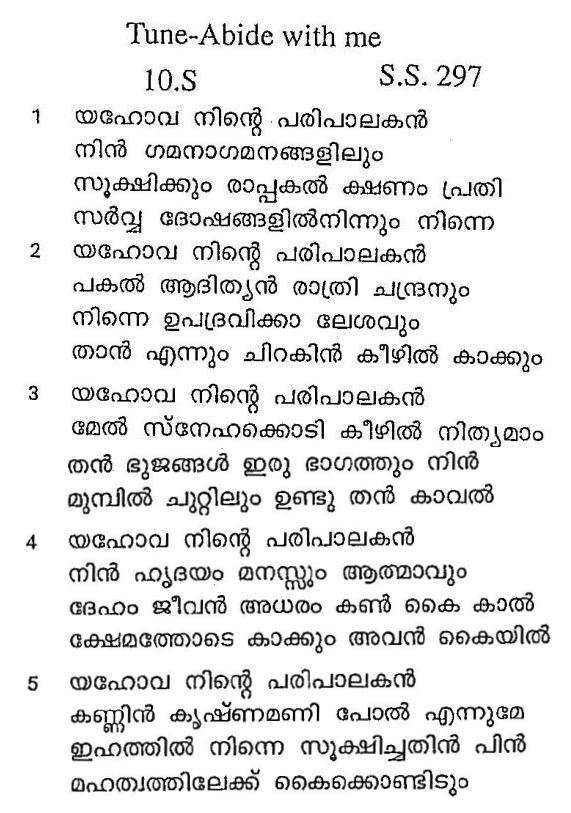 Tune-Abide with me
10.S S.S. 297
1 യഹോവ നിന്റെ പരിപാലകൻ
നിൻ ഗമനാഗമനങ്ങളിലും
സൂക്ഷിക്കും രാപ്പകൽ ക്ഷണം പ്രതി
സർവ്വ ദോഷങ്ങളിൽനിന്നും നിന്നെ
2 യഹോവ നിന്റെ പരിപാലകൻ
പകൽ ആദിത്യൻ രാത്രി ചന്ദ്രനും
നിന്നെ ഉപദ്രവിക്കാ ലേശവും
താൻ എന്നും ചിറകിൻ കീഴിൽ കാക്കും
3 യഹോവ നിന്റെ പരിപാലകൻ
മേൽ സ്നേഹക്കൊടി കീഴിൽ നിത്യമാം
തൻ ഭുജങ്ങൾ ഇരു ഭാഗത്തും നിൻ
മുമ്പിൽ ചുറ്റിലും ഉണ്ടു തൻ കാവൽ
4 യഹോവ നിന്റെ പരിപാലകൻ
നിൻ ഹൃദയം മനസ്സും ആത്മാവും
ദേഹം ജീവൻ അധരം കൺ കൈ കാൽ
ക്ഷേമത്തോടെ കാക്കും അവൻ കൈയിൽ
5 യഹോവ നിന്റെ പരിപാലകൻ
കണ്ണിൻ കൃഷ്ണമണി പോൽ എന്നുമേ
ഇഹത്തിൽ നിന്നെ സൂക്ഷിച്ചതിൻ പിൻ
മഹത്വത്തിലേക്ക് കൈക്കൊണ്ടിടും